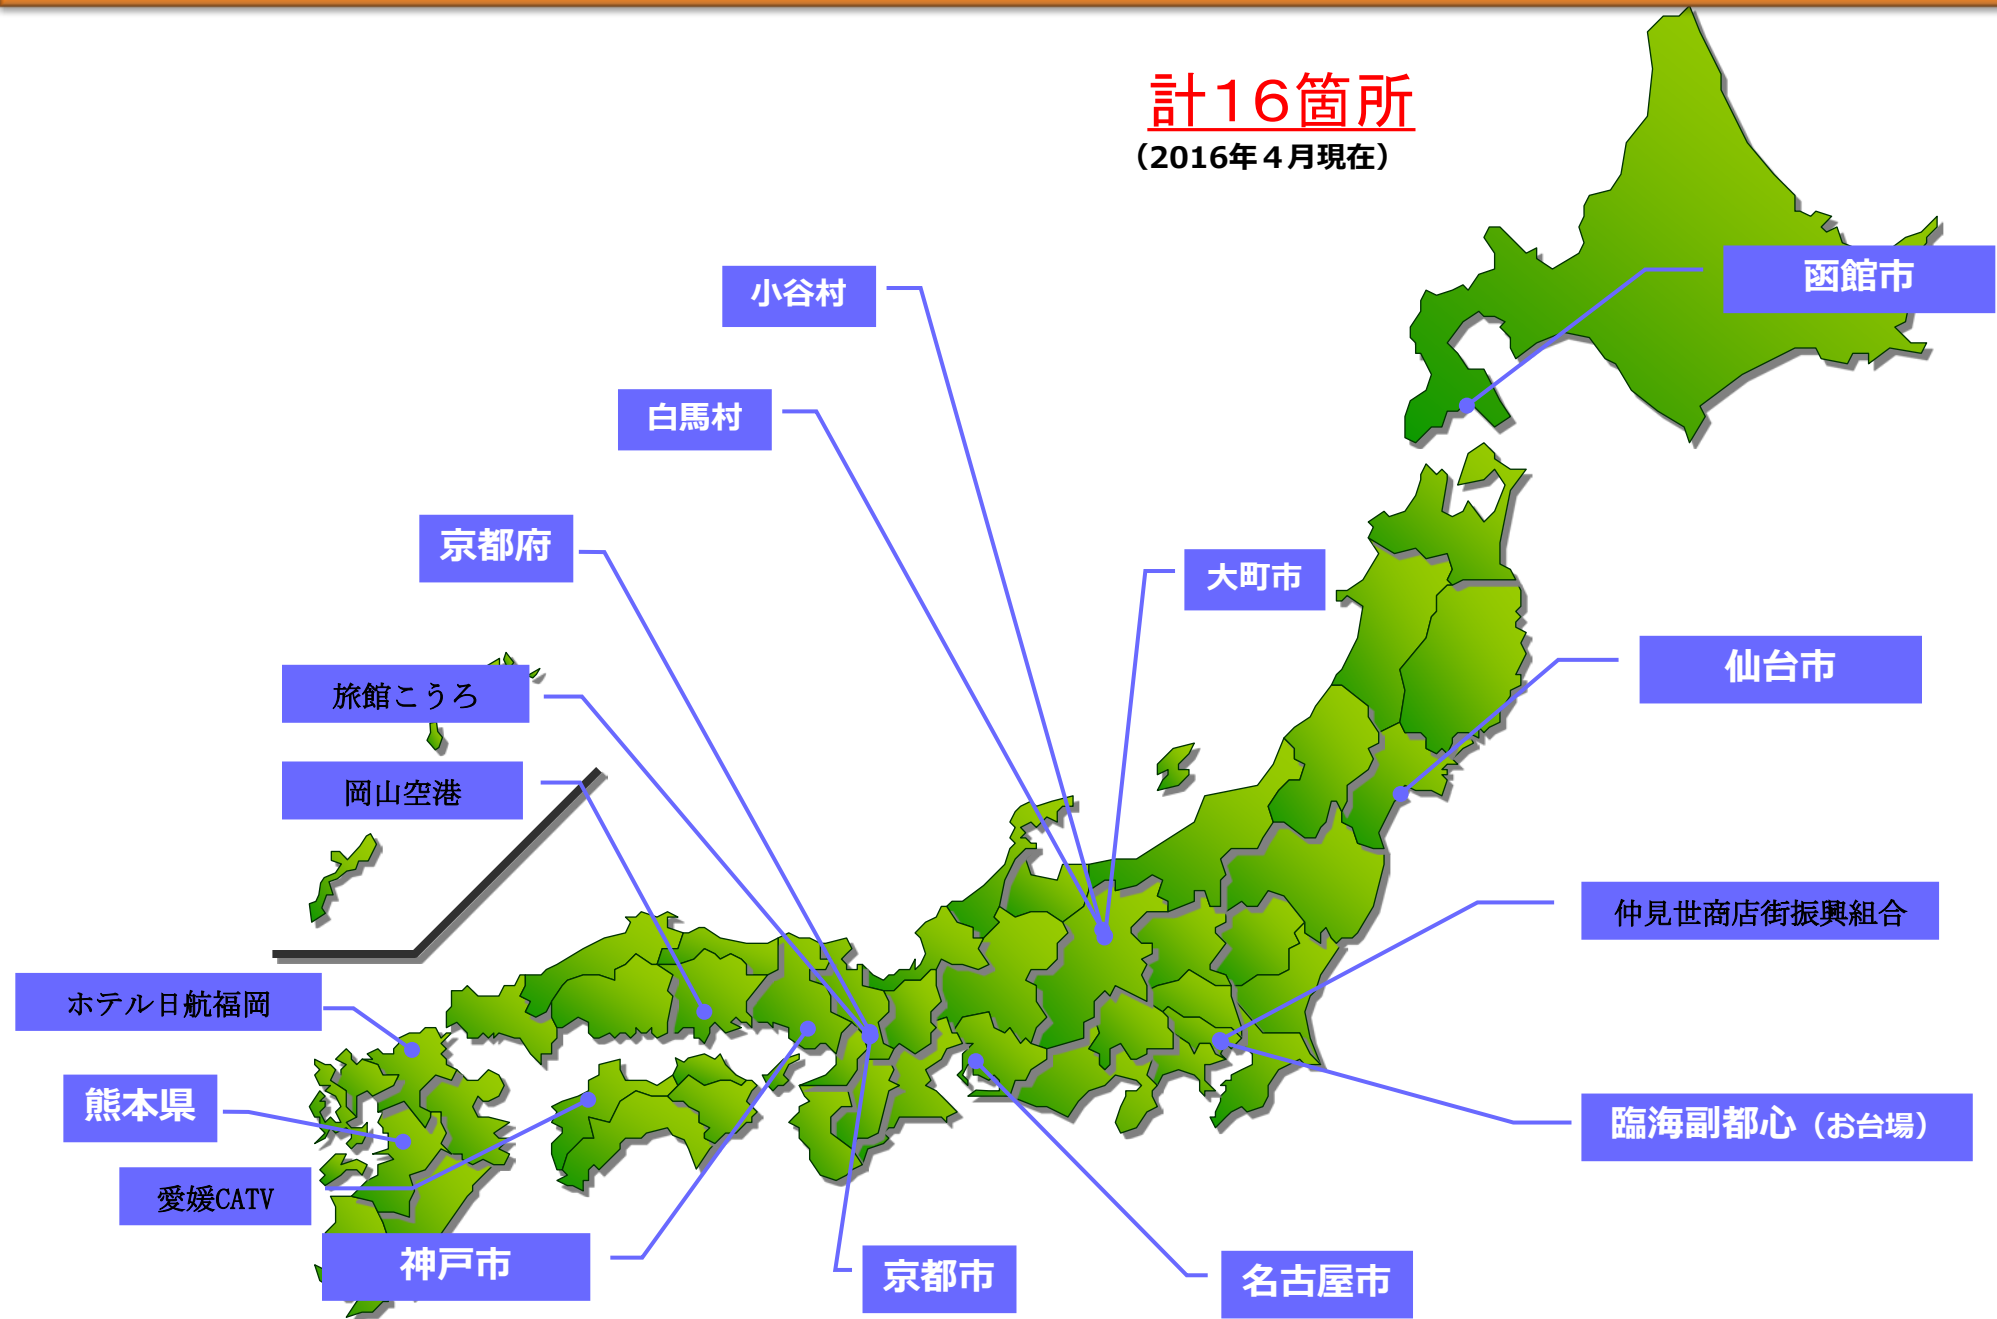 計１６箇所
（2016年４月現在）
函館市
小谷村
白馬村
京都府
大町市
仙台市
旅館こうろ
岡山空港
仲見世商店街振興組合
ホテル日航福岡
熊本県
臨海副都心（お台場）
愛媛CATV
神戸市
京都市
名古屋市